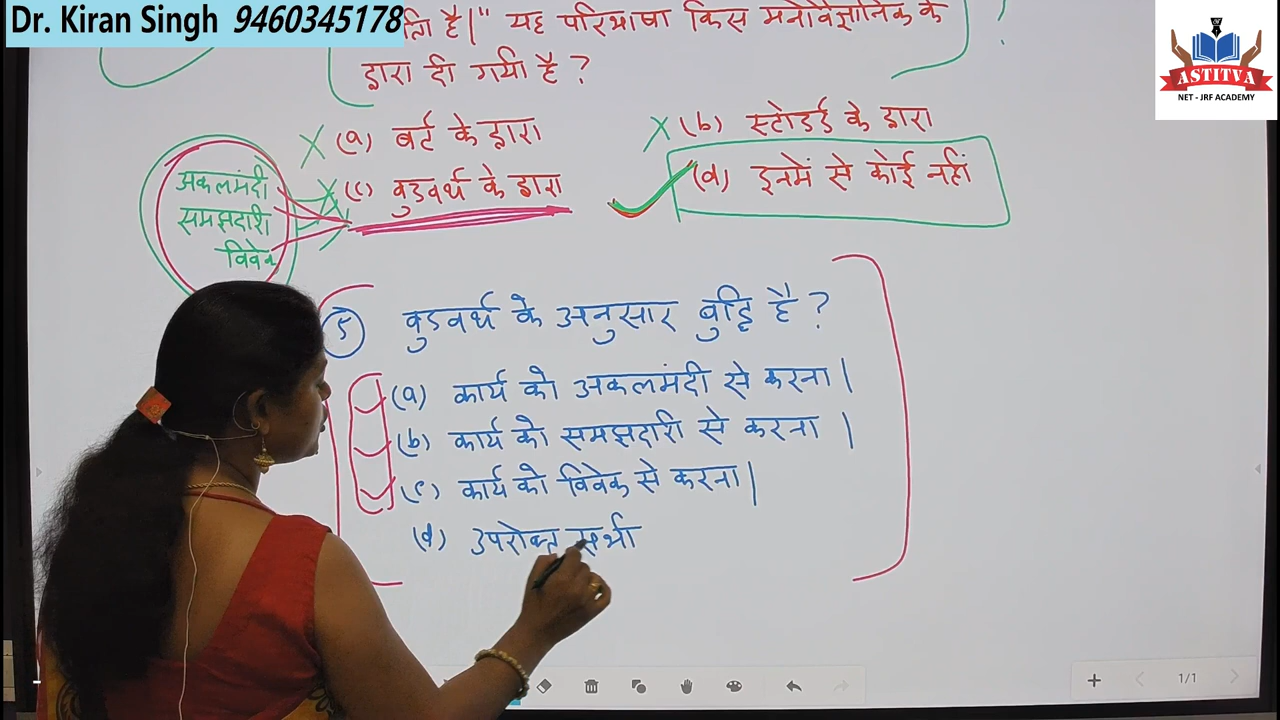 Dr. Kiran Singh 9460345178
है|" यह परिभाषा किस मनोवैज्ञानिक के
द्वारा दी गयी है ?
(a) बर्ट के द्वारा
(b) स्टोडर्ड के द्वारा
(c) वुडवर्थ के द्वारा
(d) इनमें से कोई नहीं
अकलमंदी
समझदारी
विवेक
5 वुडवर्थ के अनुसार बुद्धि है ?
(a) कार्य को अकलमंदी से करना |
(b) कार्य को समझदारी से करना |
(c) कार्य को विवेक से करना |
(d) उपरोक्त सभी
ASTITVA
NET - JRF ACADEMY
1/1